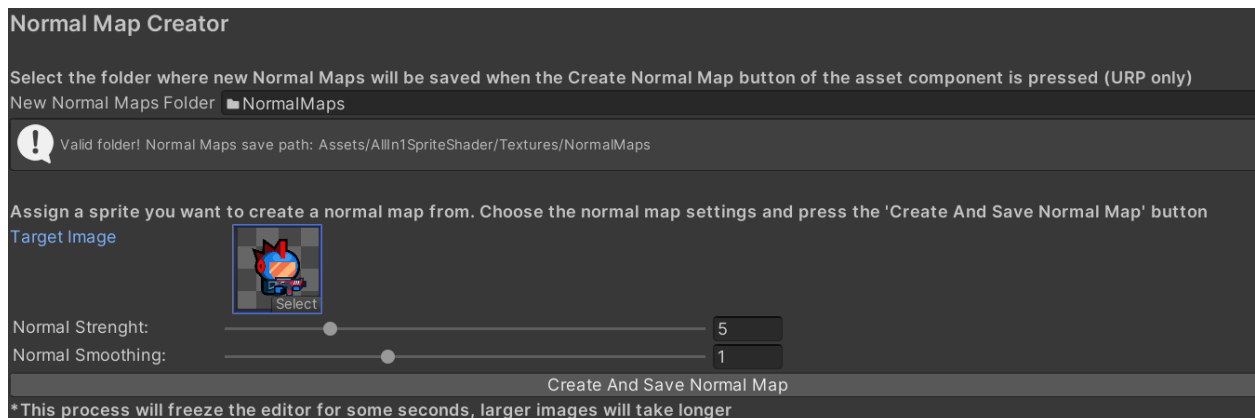 Normal Map Creator
Select the folder where new Normal Maps will be saved when the Create Normal Map button of the asset component is pressed (URP only)
New Normal Maps Folder NormalMaps
Valid folder! Normal Maps save path: Assets/AllIn1SpriteShader/Textures/NormalMaps
Assign a sprite you want to create a normal map from. Choose the normal map settings and press the 'Create And Save Normal Map' button
Target Image
Select
Normal Strenght: 5
Normal Smoothing: 1
Create And Save Normal Map
*This process will freeze the editor for some seconds, larger images will take longer